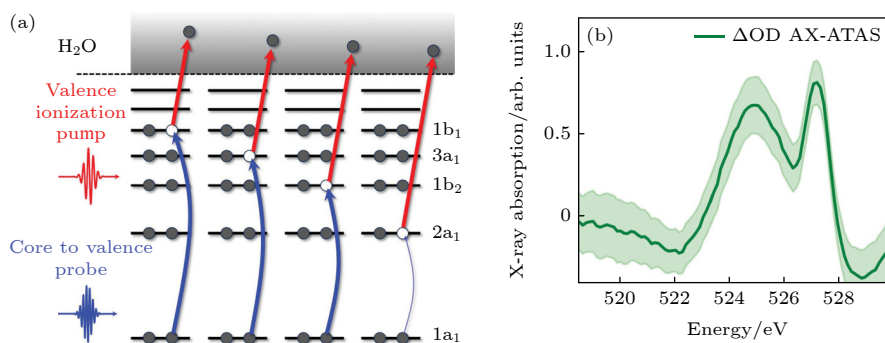 (a)
H₂O
Valence
ionization
pump
Core to valence
probe
1b₁
3a₁
1b₂
2a₁
1a₁
(b)
ΔOD AX-ATAS
X-ray absorption/arb. units
1.0
0.5
0
520 522 524 526 528
Energy/eV